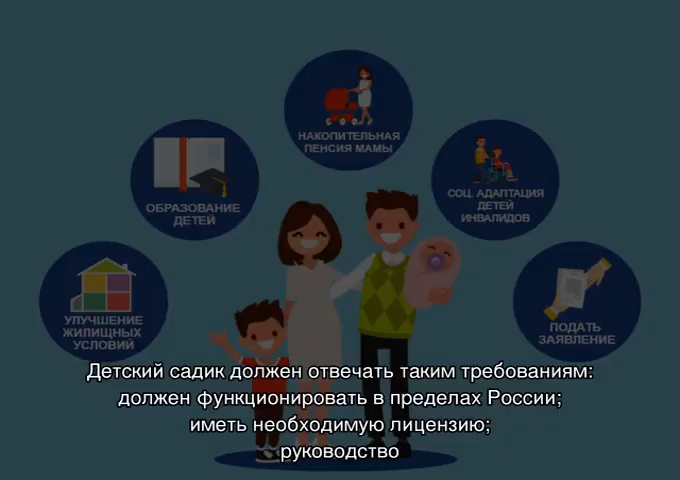 НАКОПИТЕЛЬНАЯ
ПЕНСИЯ МАМЫ
ОБРАЗОВАНИЕ
ДЕТЕЙ
СОЦ. АДАПТАЦИЯ
ДЕТЕЙ
ИНВАЛИДОВ
УЛУЧШЕНИЕ
ЖИЛИЩНЫХ
УСЛОВИЙ
ПОДАТЬ
ЗАЯВЛЕНИЕ
Детский садик должен отвечать таким требованиям:
должен функционировать в пределах России;
иметь необходимую лицензию;
руководство